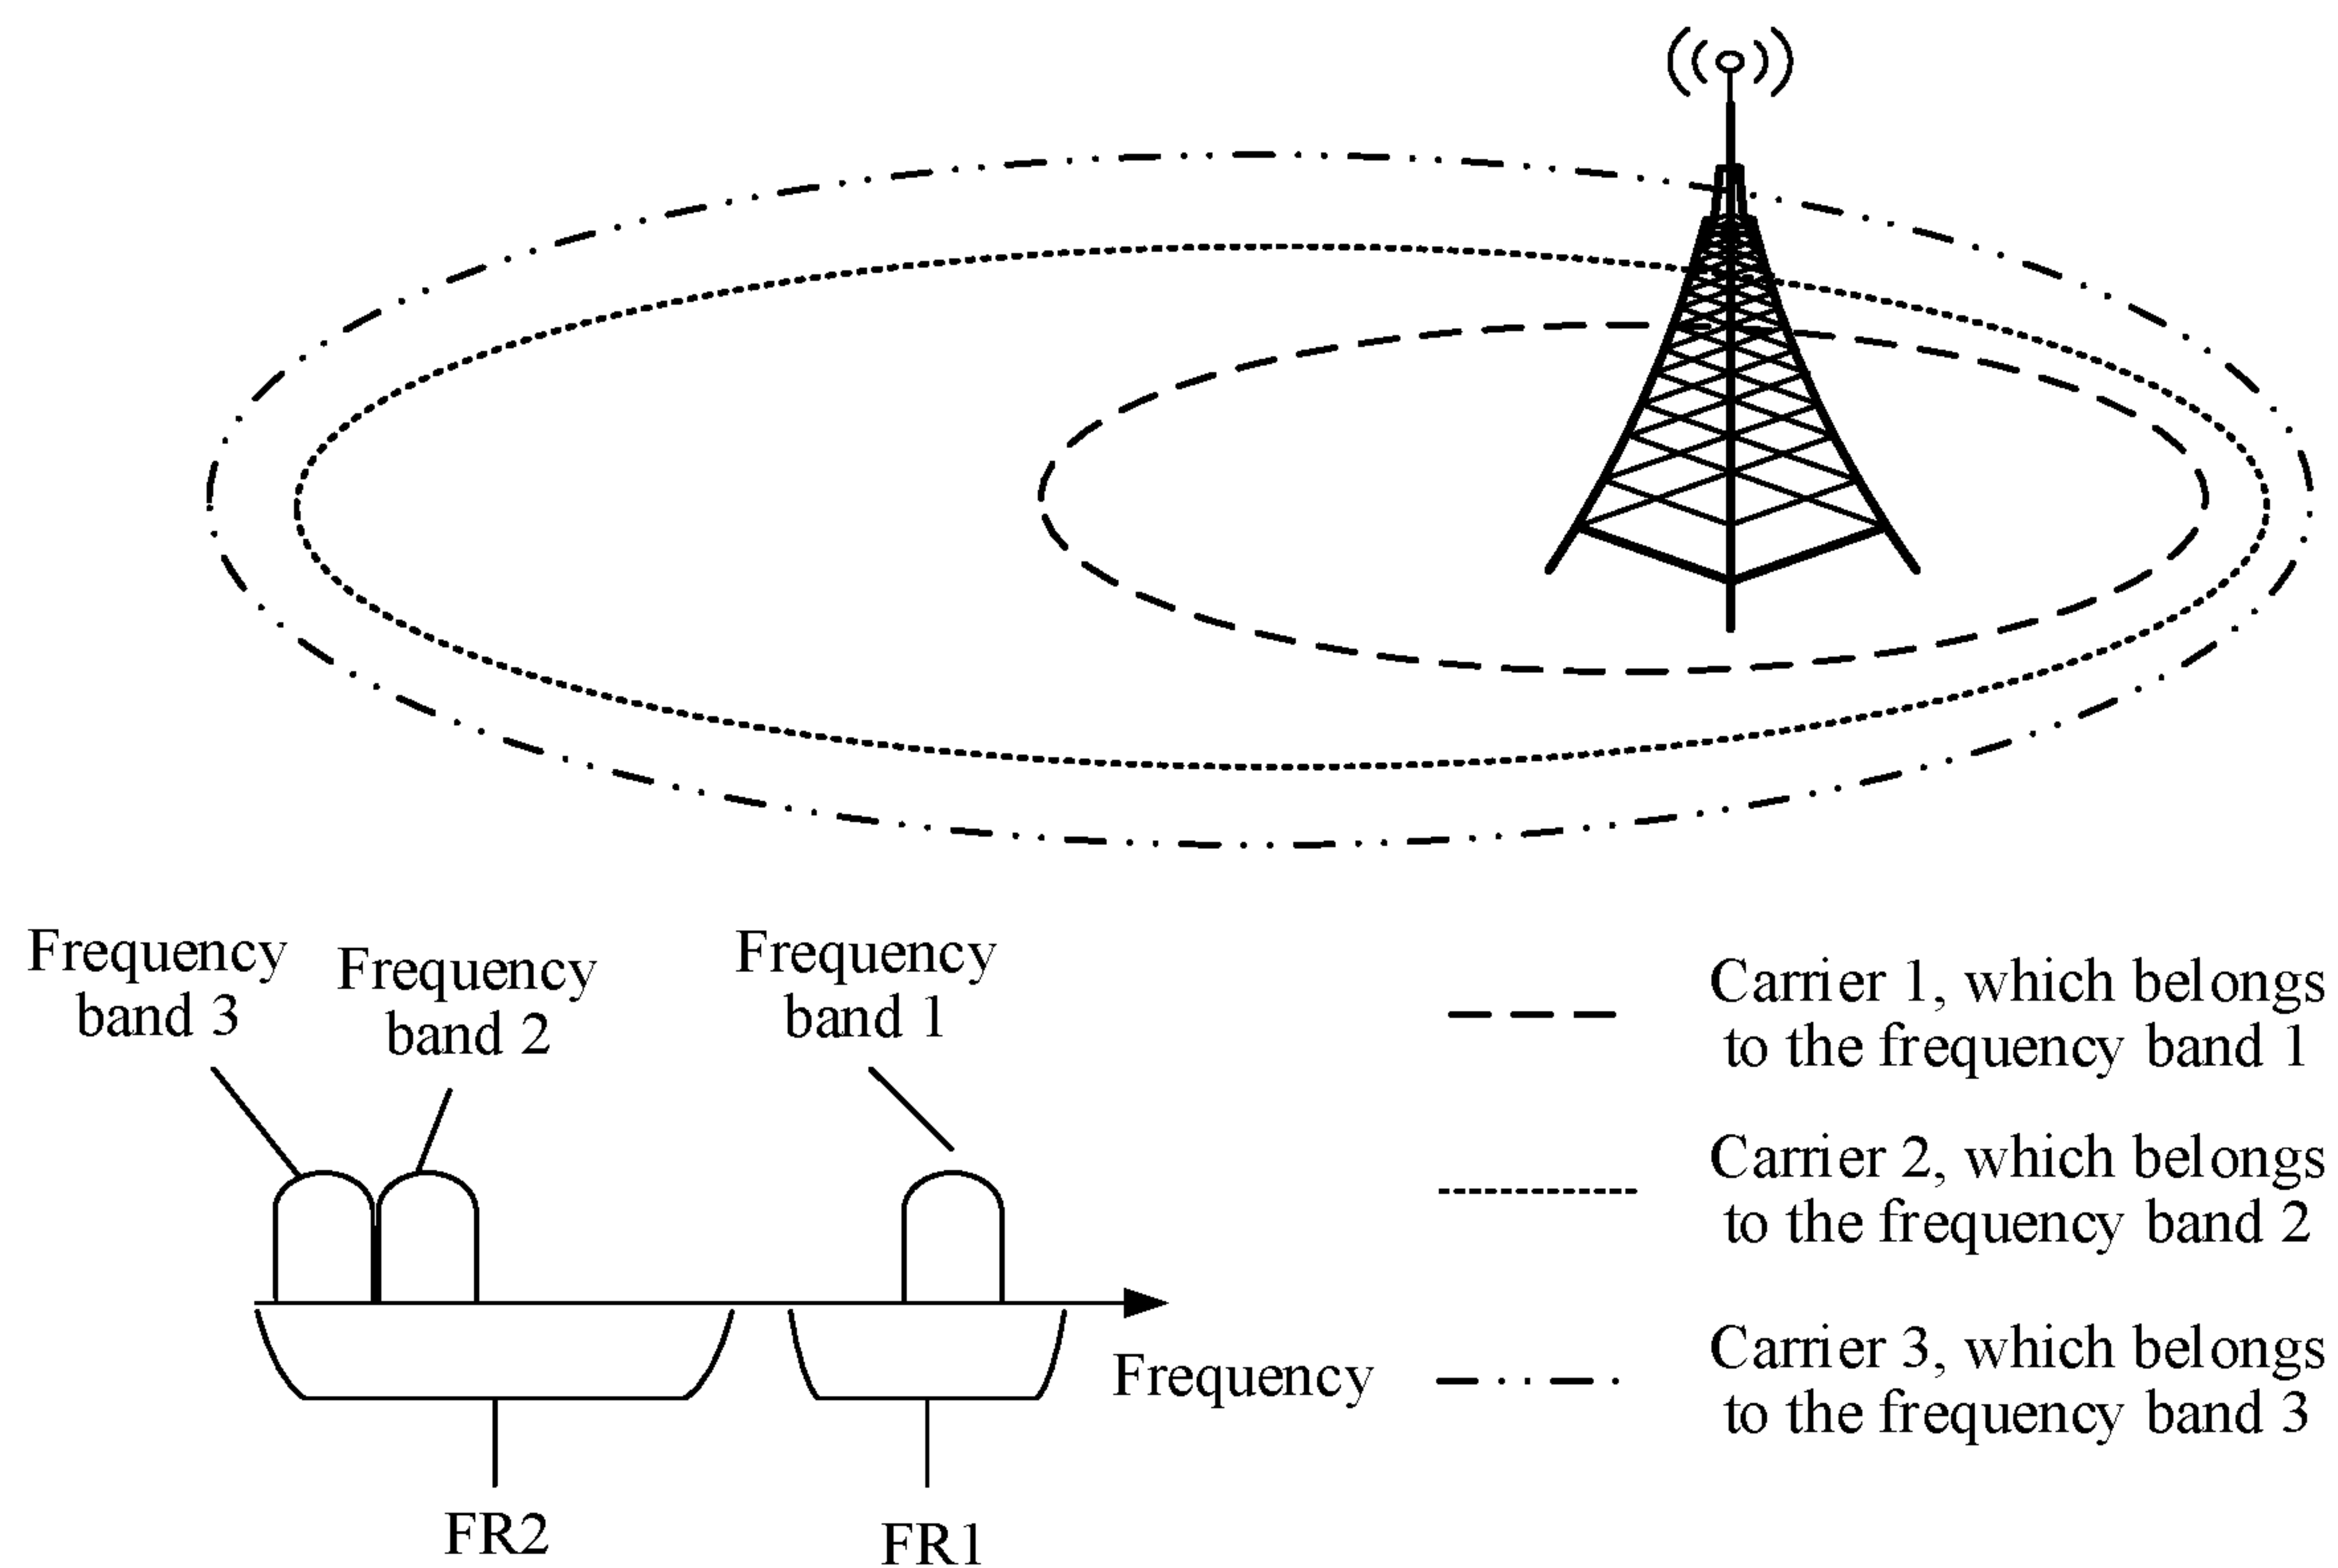 Frequency
band 3
Frequency
band 2
Frequency
band 1
Frequency
FR2
FR1
Carrier 1, which belongs
to the frequency band 1
Carrier 2, which belongs
to the frequency band 2
Carrier 3, which belongs
to the frequency band 3